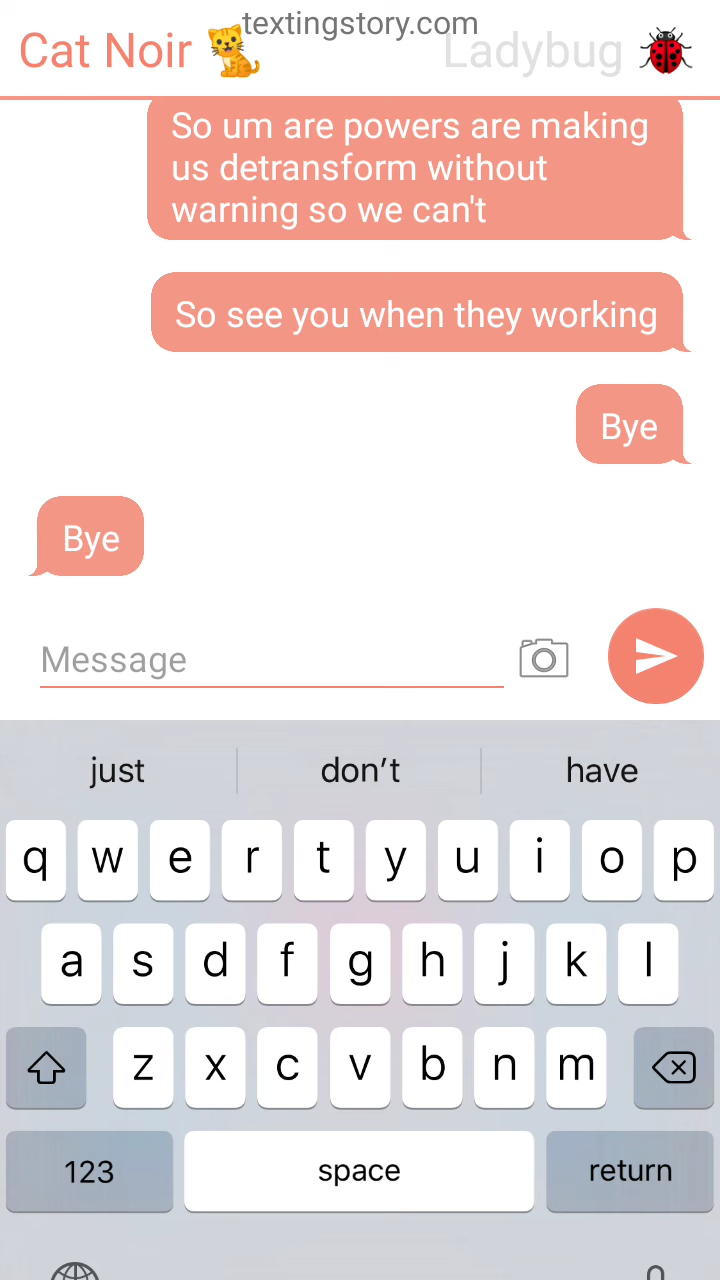 textingstory.com
Cat Noir 🐱 Ladybug 🐞
So um are powers are making
us detransform without
warning so we can't
So see you when they working
Bye
Bye
Message
just don't have
q w e r t y u i o p
a s d f g h j k l
z x c v b n m
123 space return